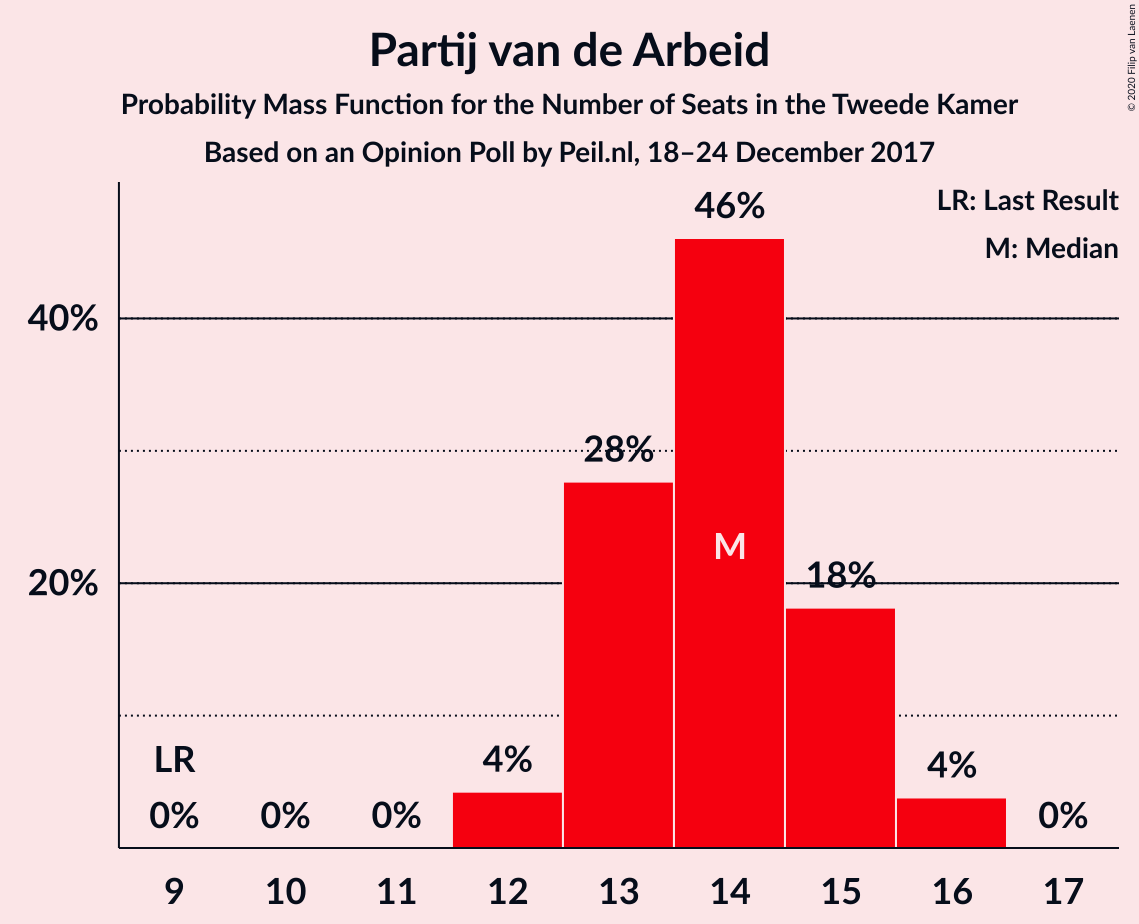 Partij van de Arbeid
Probability Mass Function for the Number of Seats in the Tweede Kamer
Based on an Opinion Poll by Peil.nl, 18–24 December 2017
© 2020 Filip van Laenen
LR: Last Result
M: Median
46%
40%
28%
M
18%
20%
LR
4%
4%
0%
0%
0%
0%
9
10
11
12
13
14
15
16
17